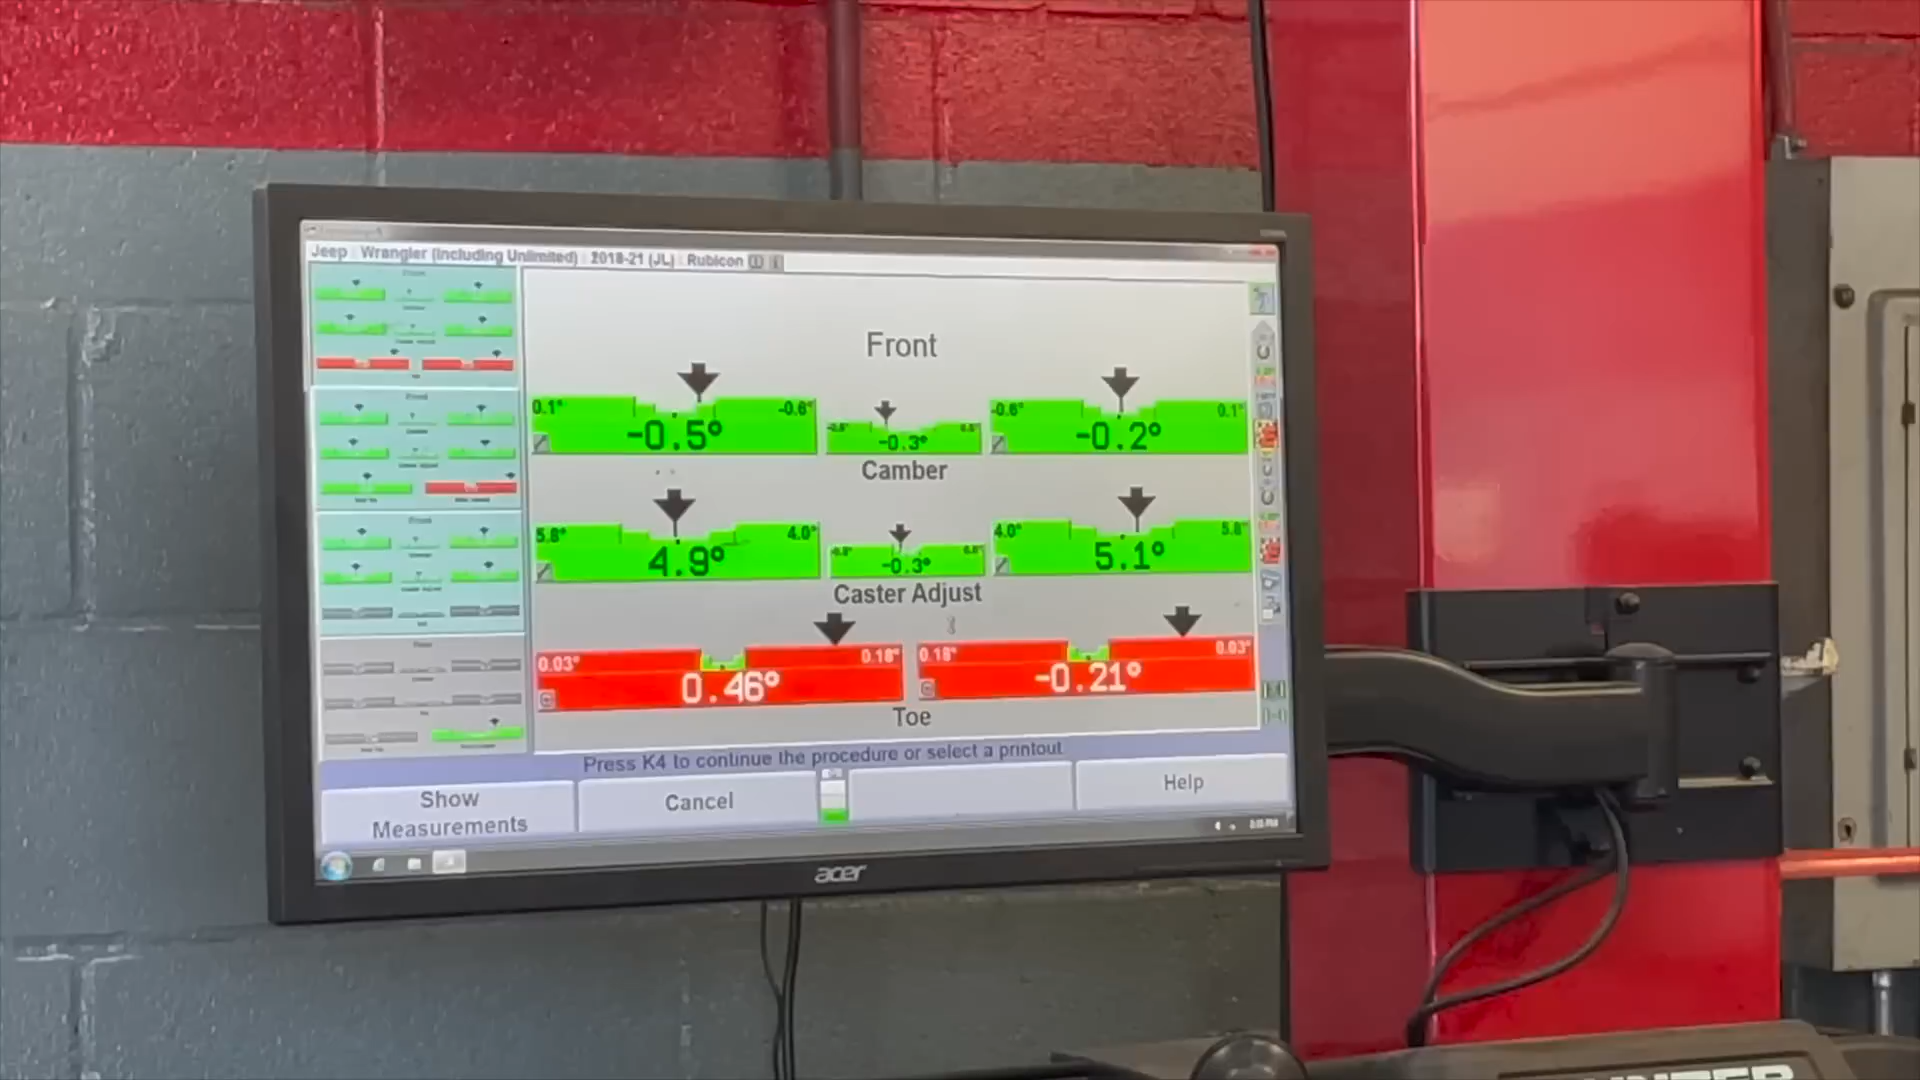 Jeep Wrangler (Including Unlimited) 2018-21 (JL) Rubicon
Front
0.1° -0.5° -0.6°
-0.3°
-0.6° -0.2° 0.1°
Camber
5.8° 4.9° 4.0°
-0.3°
4.0° 5.1° 5.8°
Caster Adjust
0.03° 0.46° 0.18°
0.18° -0.21° 0.03°
Toe
Press K4 to continue the procedure or select a printout
Show
Measurements
Cancel
Help
acer